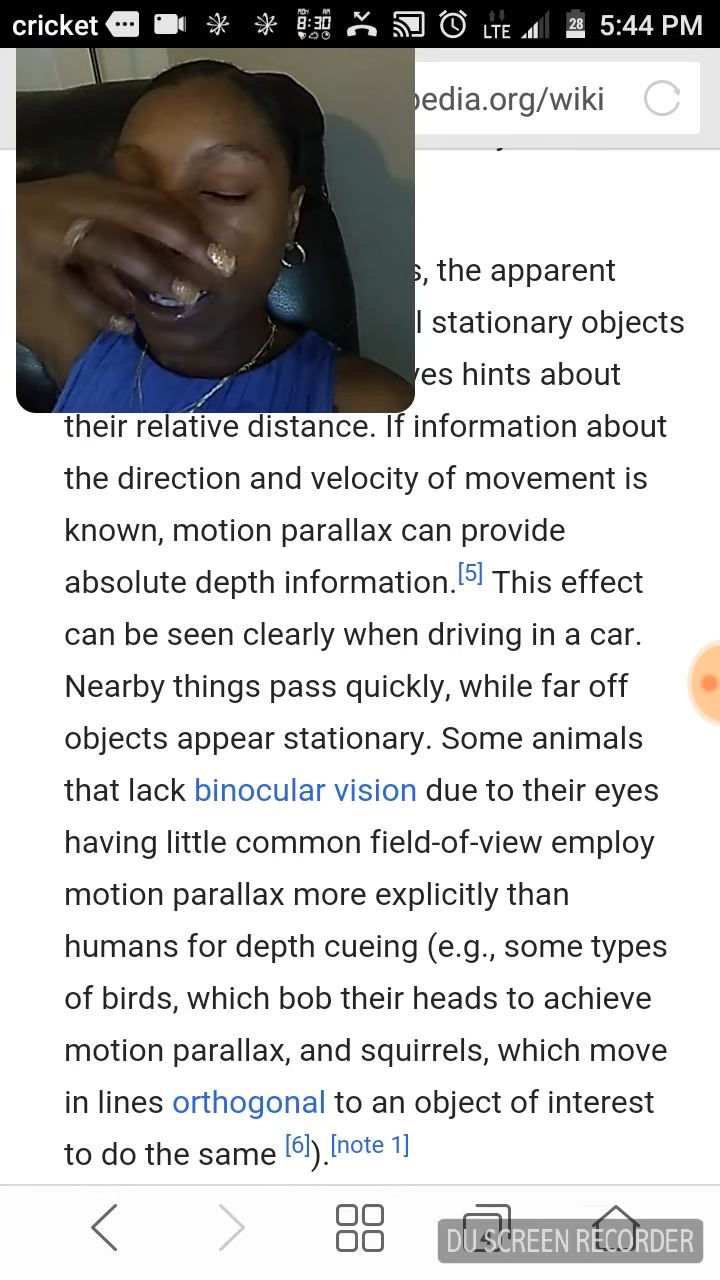 cricket 5:44 PM
8:30
LTE
28
pedia.org/wiki
s, the apparent
l stationary objects
ves hints about
their relative distance. If information about
the direction and velocity of movement is
known, motion parallax can provide
absolute depth information.[5] This effect
can be seen clearly when driving in a car.
Nearby things pass quickly, while far off
objects appear stationary. Some animals
that lack binocular vision due to their eyes
having little common field-of-view employ
motion parallax more explicitly than
humans for depth cueing (e.g., some types
of birds, which bob their heads to achieve
motion parallax, and squirrels, which move
in lines orthogonal to an object of interest
to do the same [6]).[note 1]
DU SCREEN RECORDER